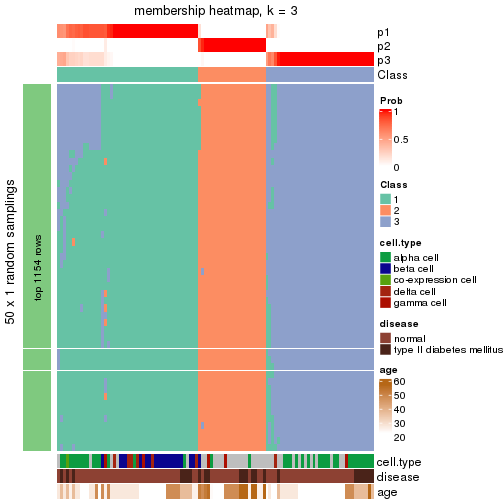 membership heatmap, k = 3
p1
p2
p3
Class
50 x 1 random samplings
top 1154 rows
Prob
1
0.5
0
Class
1
2
3
cell.type
alpha cell
beta cell
co-expression cell
delta cell
gamma cell
disease
normal
type II diabetes mellitus
age
60
50
40
30
20
cell.type
disease
age